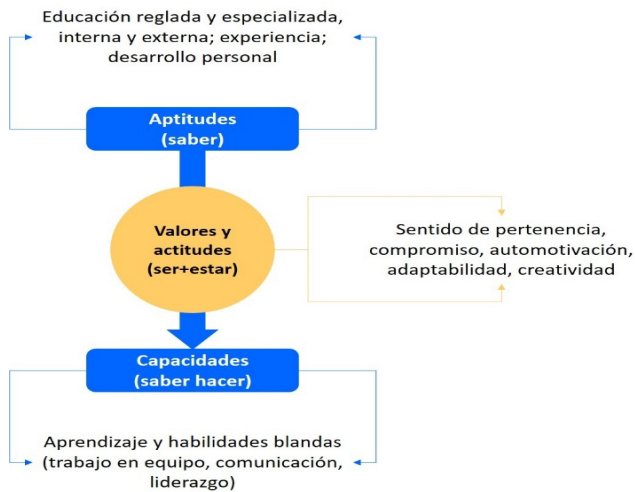 Educación reglada y especializada,
interna y externa; experiencia;
desarrollo personal
Aptitudes
(saber)
Valores y
actitudes
(ser+estar)
Sentido de pertenencia,
compromiso, automotivación,
adaptabilidad, creatividad
Capacidades
(saber hacer)
Aprendizaje y habilidades blandas
(trabajo en equipo, comunicación,
liderazgo)